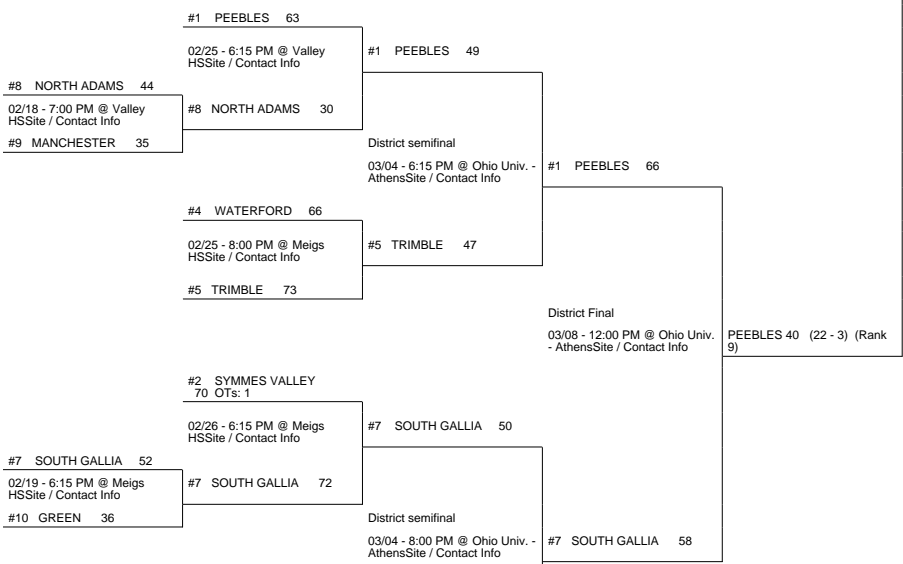 #1 PEEBLES 63
02/25 - 6:15 PM @ Valley
HSSite / Contact Info
#1 PEEBLES 49
#8 NORTH ADAMS 44
02/18 - 7:00 PM @ Valley
HSSite / Contact Info
#8 NORTH ADAMS 30
#9 MANCHESTER 35
District semifinal
03/04 - 6:15 PM @ Ohio Univ. -
AthensSite / Contact Info
#1 PEEBLES 66
#4 WATERFORD 66
02/25 - 8:00 PM @ Meigs
HSSite / Contact Info
#5 TRIMBLE 47
#5 TRIMBLE 73
District Final
03/08 - 12:00 PM @ Ohio Univ.
- AthensSite / Contact Info
PEEBLES 40 (22 - 3) (Rank
9)
#2 SYMMES VALLEY
70 OTs: 1
02/26 - 6:15 PM @ Meigs
HSSite / Contact Info
#7 SOUTH GALLIA 50
#7 SOUTH GALLIA 52
02/19 - 6:15 PM @ Meigs
HSSite / Contact Info
#7 SOUTH GALLIA 72
#10 GREEN 36
District semifinal
03/04 - 8:00 PM @ Ohio Univ. -
AthensSite / Contact Info
#7 SOUTH GALLIA 58